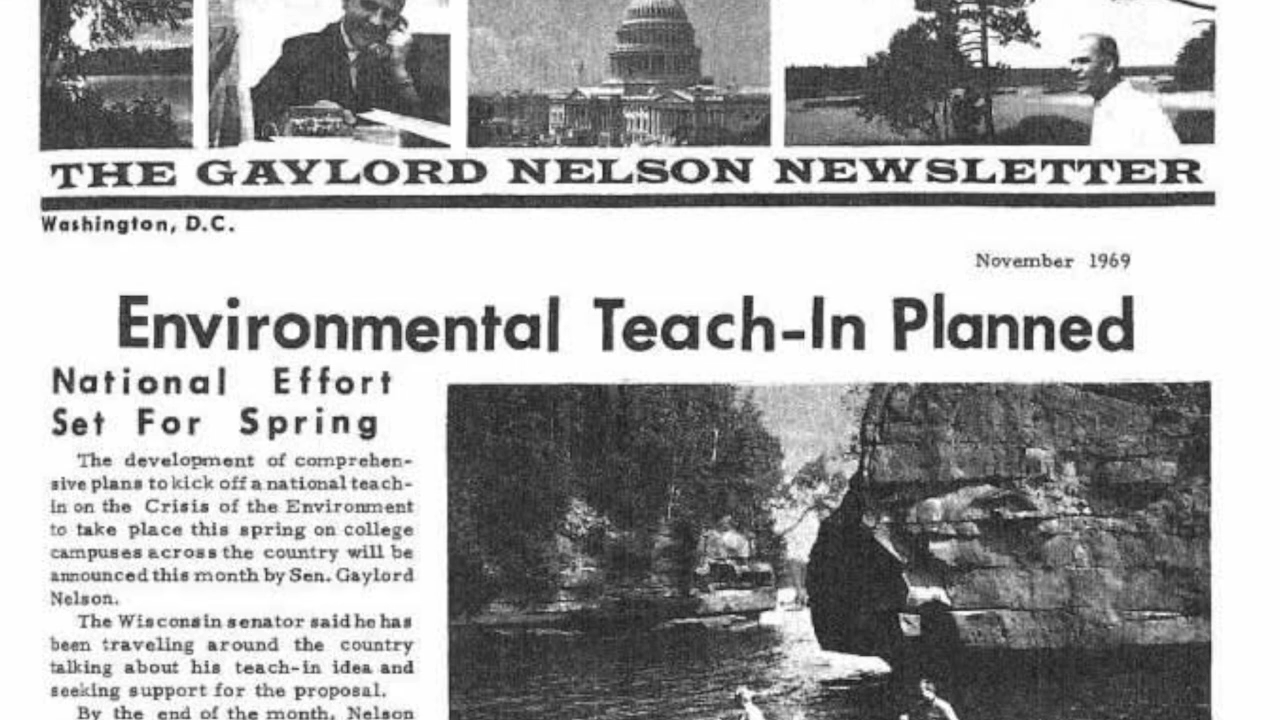 THE GAYLORD NELSON NEWSLETTER
Washington, D.C.
November 1969
Environmental Teach-In Planned
National Effort
Set For Spring
The development of comprehen-
sive plans to kick off a national teach-
in on the Crisis of the Environment
to take place this spring on college
campuses across the country will be
announced this month by Sen. Gaylord
Nelson.
The Wisconsin senator said he has
been traveling around the country
talking about his teach-in idea and
seeking support for the proposal.
By the end of the month, Nelson